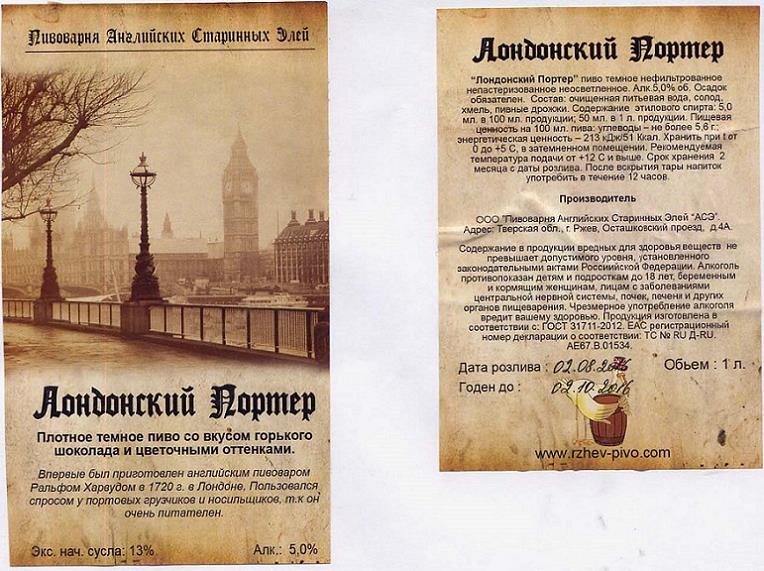 Пивоварня Английских Старинных Элей
Лондонский Портер
Плотное темное пиво со вкусом горького
шоколада и цветочными оттенками.
Впервые был приготовлен английским пивоваром
Ральфом Харвудом в 1720 г. в Лондоне, Пользовался
спросом у портовых грузчиков и носильщиков, т.к он
очень питателен.
Экс. нач. сусла: 13% Алк.: 5,0%
Лондонский Портер
"Лондонский Портер" пиво темное нефильтрованное
непастеризованное неосветленное. Алк.5,0% об. Осадок
обязателен. Состав: очищенная питьевая вода, солод,
хмель, пивные дрожжи. Содержание этилового спирта: 5,0
мл. в 100 мл. продукции; 50 мл. в 1 л. продукции. Пищевая
ценность на 100 мл. пива: углеводы – не более 5,6 г.;
энергетическая ценность – 213 кДж/51 Ккал. Хранить при t от
0 до +5 С, в затемненном помещении. Рекомендуемая
температура подачи от +12 С и выше. Срок хранения 2
месяца с даты розлива. После вскрытия тары напиток
употребить в течение 12 часов.
Производитель
ООО "Пивоварня Английских Старинных Элей "АСЭ".
Адрес: Тверская обл., г. Ржев, Осташковский проезд, д.4А.
Содержание в продукции вредных для здоровья веществ не
превышает допустимого уровня, установленного
законодательными актами Россиийской Федерации. Алкоголь
противопоказан детям и подросткам до 18 лет, беременным
и кормящим женщинам, лицам с заболеваниями
центральной нервной системы, почек, печени и других
органов пищеварения. Чрезмерное употребление алкоголя
вредит вашему здоровью. Продукция изготовлена в
соответствии с: ГОСТ 31711-2012. ЕАС регистрационный
номер декларации о соответствии: ТС № RU Д-RU.
АЕ67.В.01534.
Дата розлива : 02.08.2016 Обьем : 1 л.
Годен до : 02.10.2016
www.rzhev-pivo.com